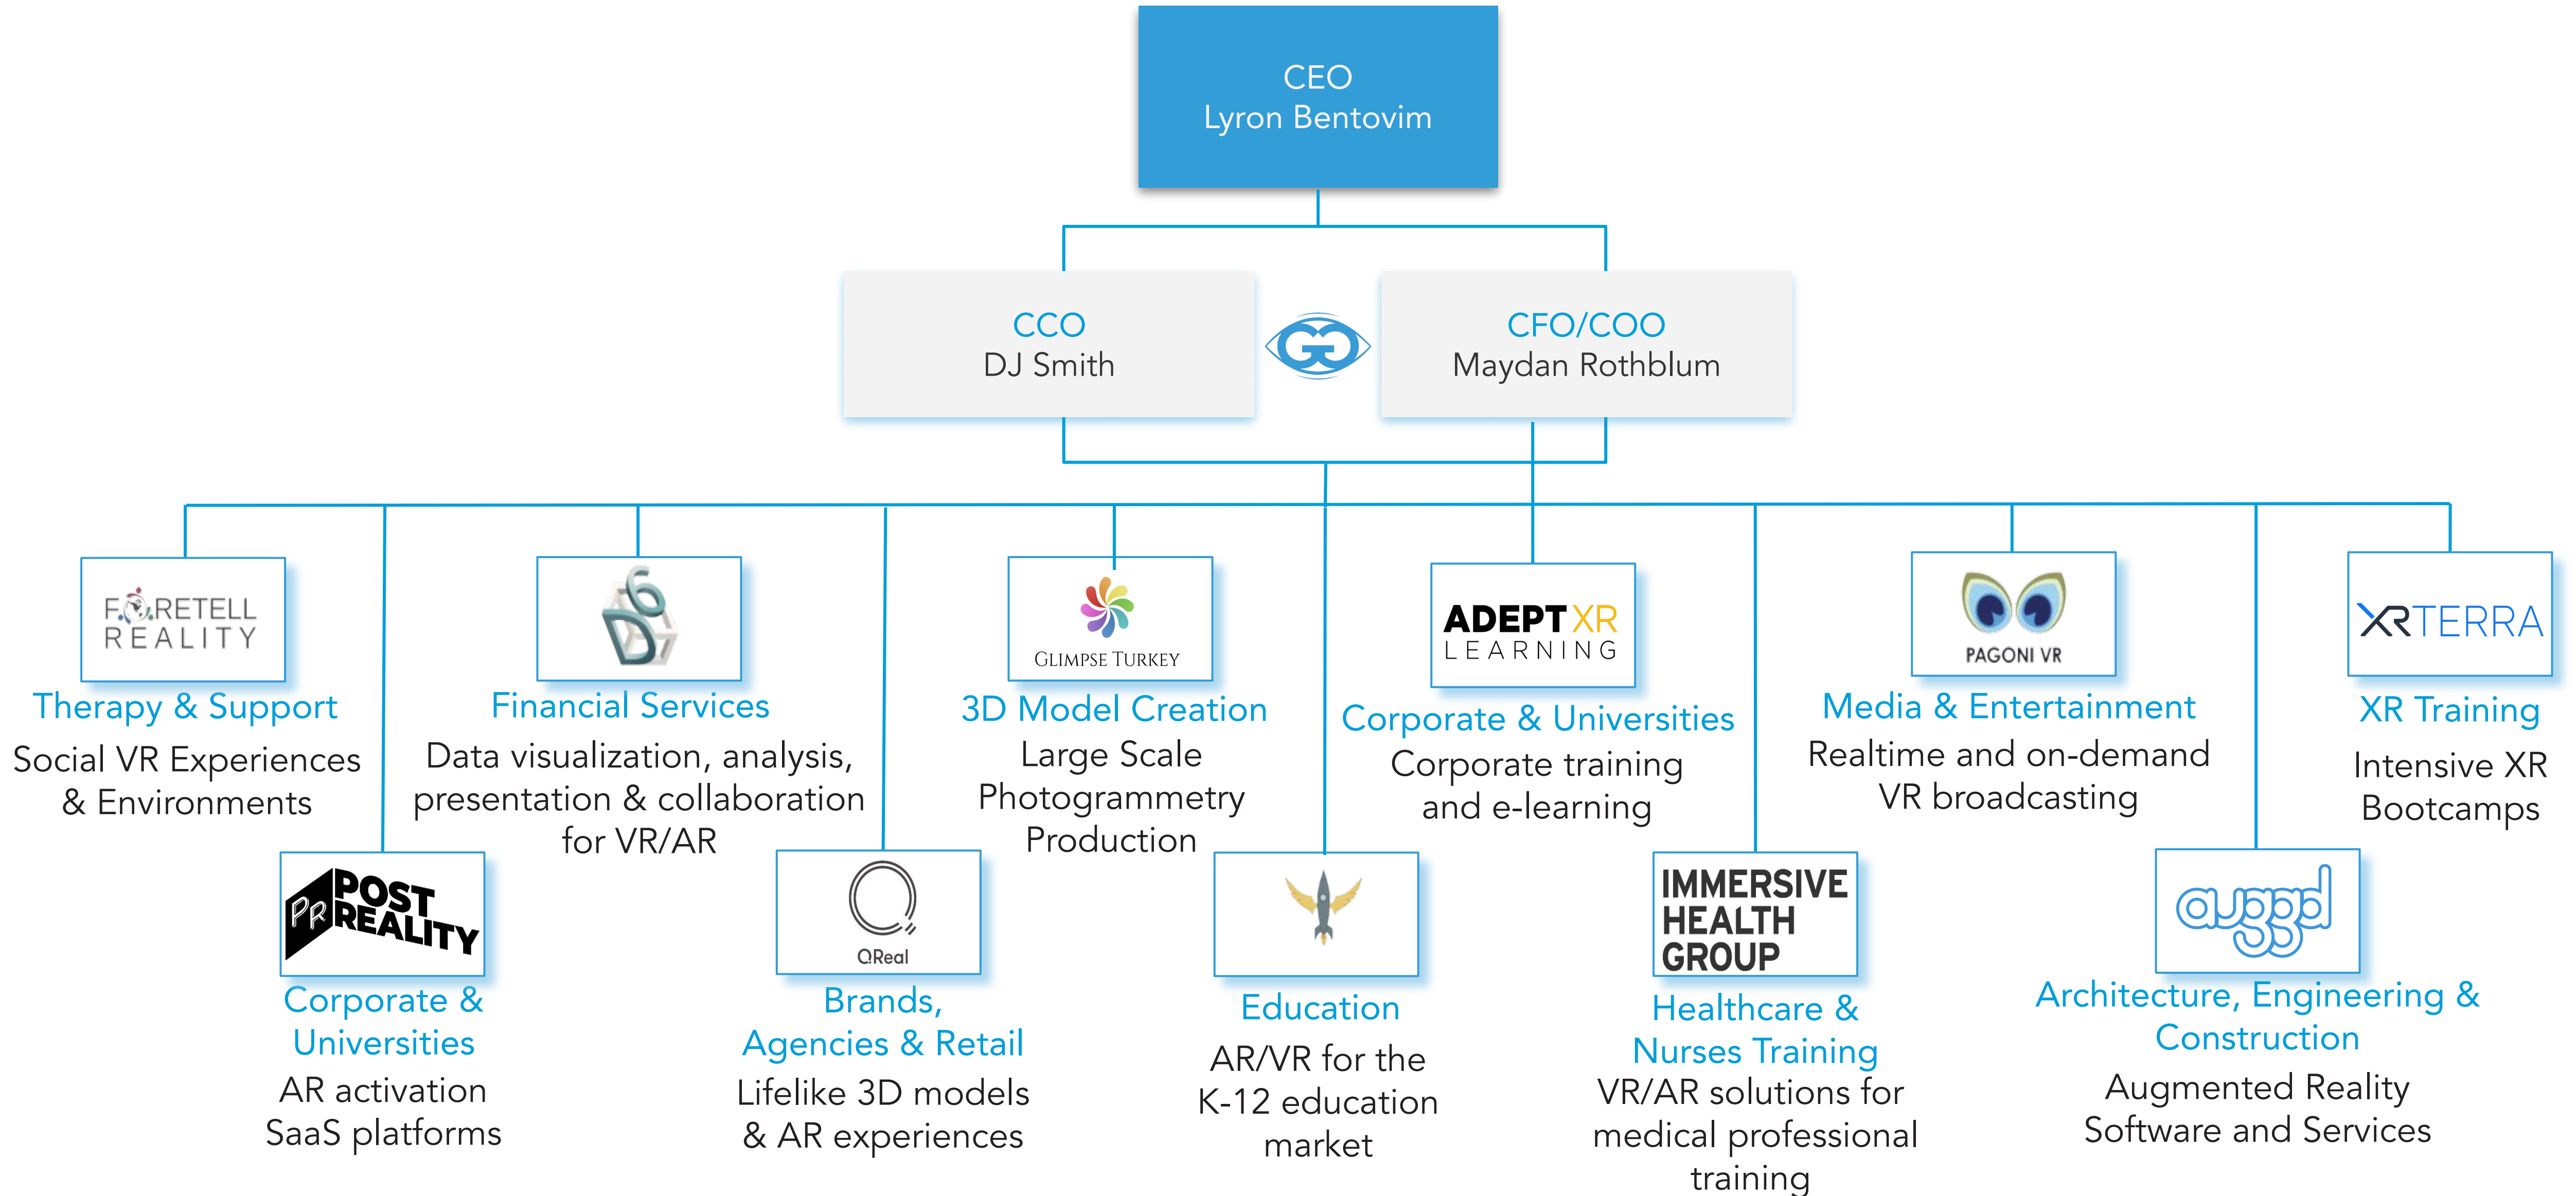 CEO
Lyron Bentovim
CCO
DJ Smith
GG
CFO/COO
Maydan Rothblum
FORETELL
REALITY
Therapy & Support
Social VR Experiences
& Environments
D6
Financial Services
Data visualization, analysis,
presentation & collaboration
for VR/AR
GLIMPSE TURKEY
3D Model Creation
Large Scale
Photogrammetry
Production
ADEPT XR
LEARNING
Corporate & Universities
Corporate training
and e-learning
PAGONI VR
Media & Entertainment
Realtime and on-demand
VR broadcasting
XRTERRA
XR Training
Intensive XR
Bootcamps
PR
POST
REALITY
Corporate &
Universities
AR activation
SaaS platforms
Q
QReal
Brands,
Agencies & Retail
Lifelike 3D models
& AR experiences
Education
AR/VR for the
K-12 education
market
IMMERSIVE
HEALTH
GROUP
Healthcare &
Nurses Training
VR/AR solutions for
medical professional
training
auggd
Architecture, Engineering &
Construction
Augmented Reality
Software and Services